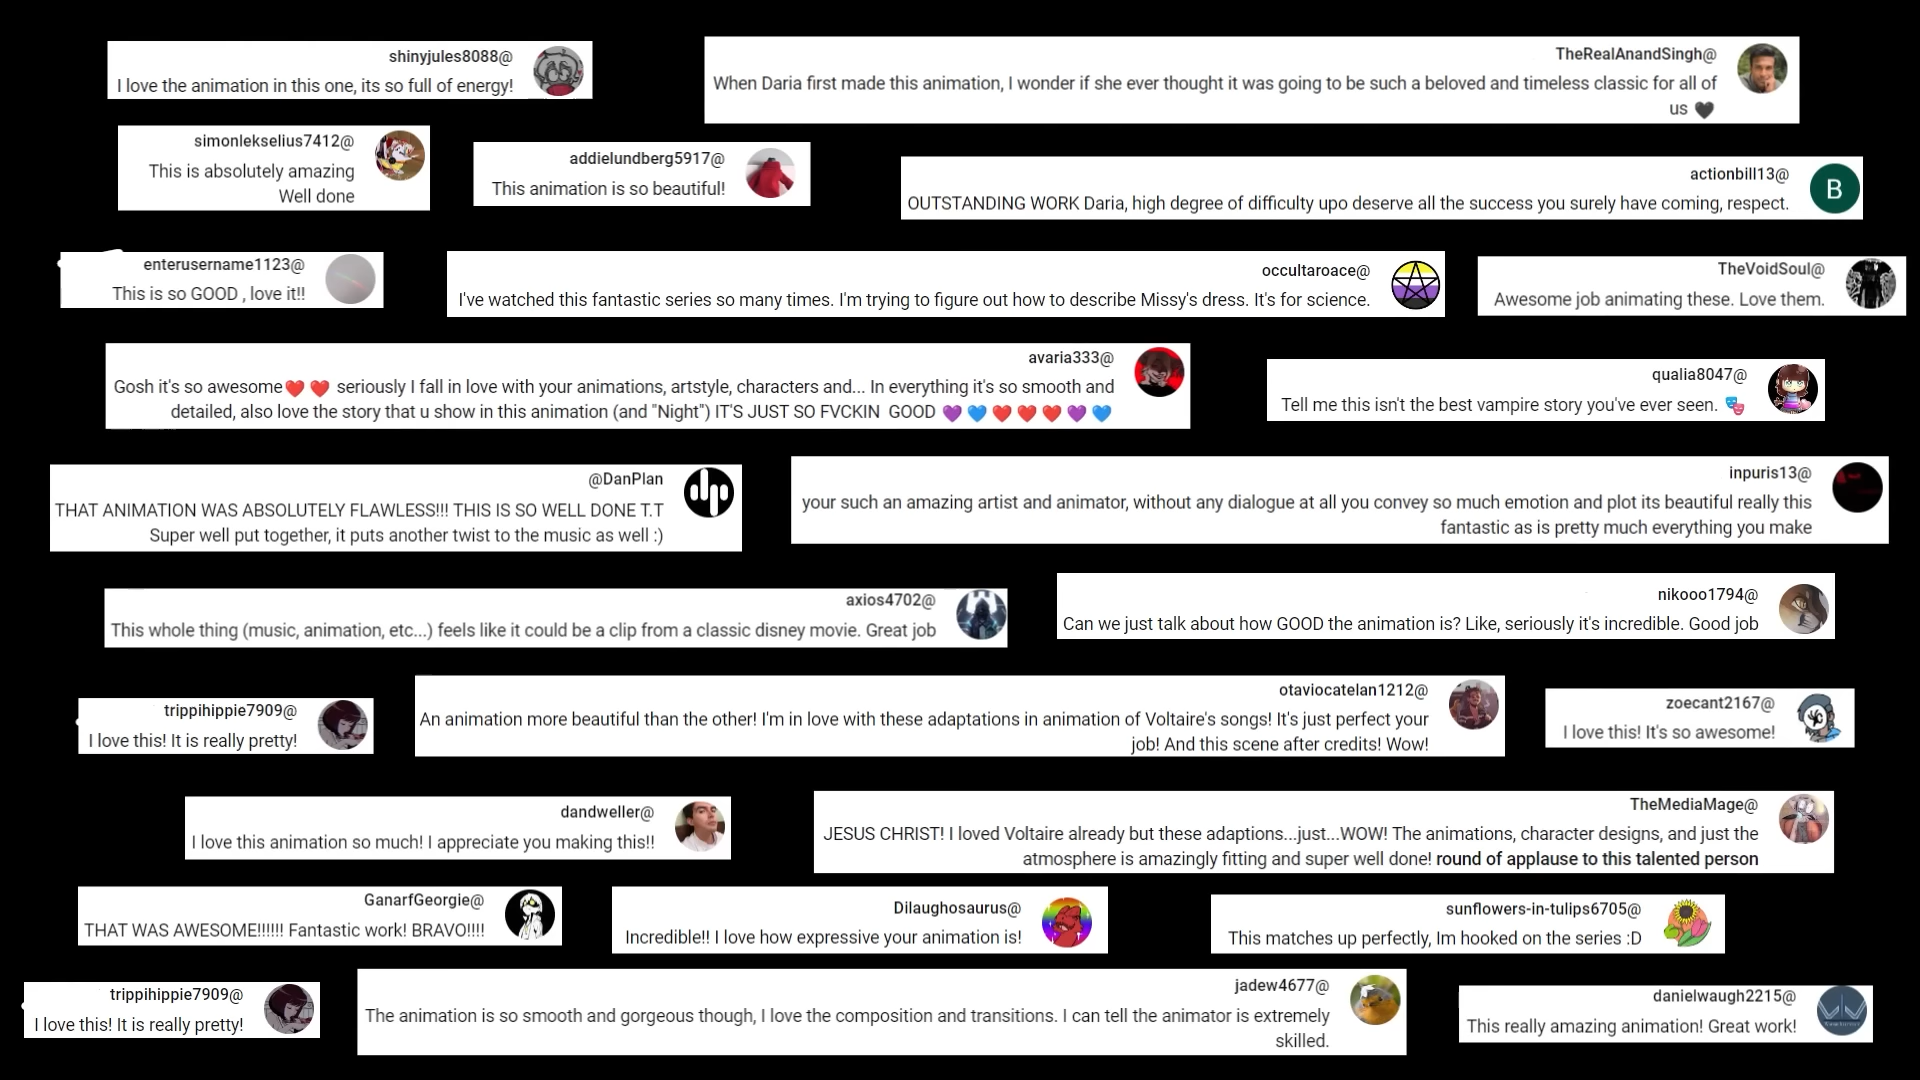 shinyjules8088@
I love the animation in this one, its so full of energy!
TheRealAnandSingh@
When Daria first made this animation, I wonder if she ever thought it was going to be such a beloved and timeless classic for all of
us 🖤
simonlekselius7412@
This is absolutely amazing
Well done
addielundberg5917@
This animation is so beautiful!
actionbill13@
B
OUTSTANDING WORK Daria, high degree of difficulty upo deserve all the success you surely have coming, respect.
enterusername1123@
This is so GOOD , love it!!
occultaroace@
I've watched this fantastic series so many times. I'm trying to figure out how to describe Missy's dress. It's for science.
TheVoidSoul@
Awesome job animating these. Love them.
avaria333@
Gosh it's so awesome❤️ ❤️ seriously I fall in love with your animations, artstyle, characters and... In everything it's so smooth and
detailed, also love the story that u show in this animation (and "Night") IT'S JUST SO FVCKIN GOOD 💜 💙 ❤️ ❤️ ❤️ 💜 💙
qualia8047@
Tell me this isn't the best vampire story you've ever seen. 🎭
@DanPlan
dp
THAT ANIMATION WAS ABSOLUTELY FLAWLESS!!! THIS IS SO WELL DONE T.T
Super well put together, it puts another twist to the music as well :)
inpuris13@
your such an amazing artist and animator, without any dialogue at all you convey so much emotion and plot its beautiful really this
fantastic as is pretty much everything you make
axios4702@
This whole thing (music, animation, etc...) feels like it could be a clip from a classic disney movie. Great job
nikooo1794@
Can we just talk about how GOOD the animation is? Like, seriously it's incredible. Good job
trippihippie7909@
I love this! It is really pretty!
otaviocatelan1212@
An animation more beautiful than the other! I'm in love with these adaptations in animation of Voltaire's songs! It's just perfect your
job! And this scene after credits! Wow!
zoecant2167@
I love this! It's so awesome!
dandweller@
I love this animation so much! I appreciate you making this!!
TheMediaMage@
JESUS CHRIST! I loved Voltaire already but these adaptions...just...WOW! The animations, character designs, and just the
atmosphere is amazingly fitting and super well done! round of applause to this talented person
GanarfGeorgie@
THAT WAS AWESOME!!!!!! Fantastic work! BRAVO!!!!
Dilaughosaurus@
Incredible!! I love how expressive your animation is!
sunflowers-in-tulips6705@
This matches up perfectly, Im hooked on the series :D
trippihippie7909@
I love this! It is really pretty!
jadew4677@
The animation is so smooth and gorgeous though, I love the composition and transitions. I can tell the animator is extremely
skilled.
danielwaugh2215@
This really amazing animation! Great work!